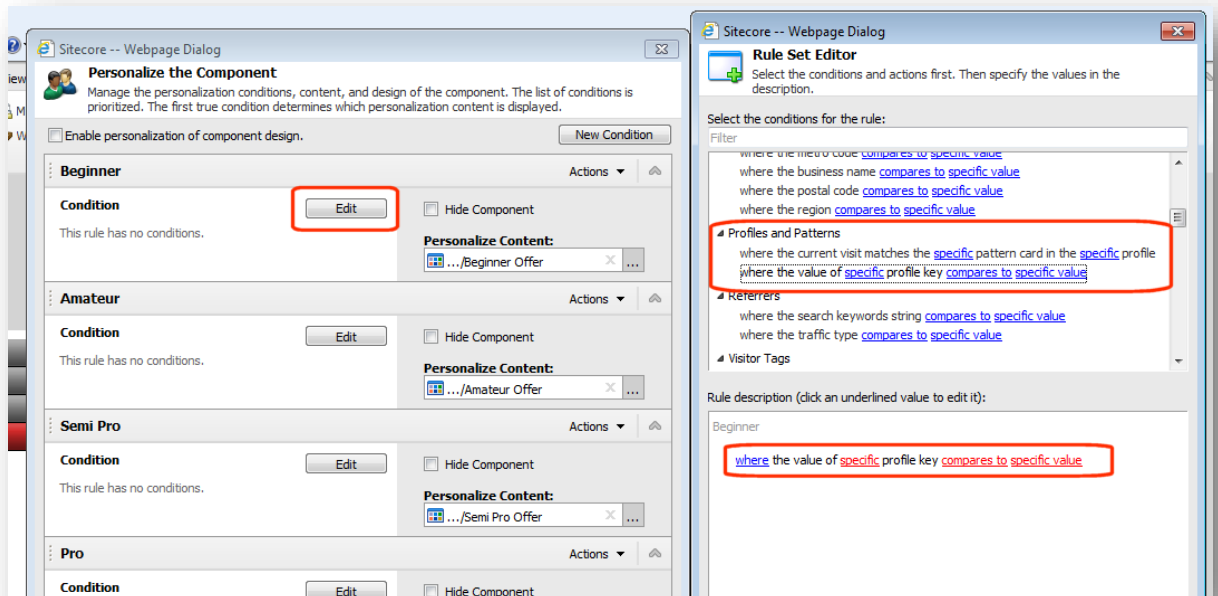 Sitecore -- Webpage Dialog
Personalize the Component
Manage the personalization conditions, content, and design of the component. The list of conditions is
prioritized. The first true condition determines which personalization content is displayed.
Enable personalization of component design.
New Condition
Beginner
Actions
Condition
Edit
Hide Component
This rule has no conditions.
Personalize Content:
.../Beginner Offer
...
Amateur
Actions
Condition
Edit
Hide Component
This rule has no conditions.
Personalize Content:
.../Amateur Offer
...
Semi Pro
Actions
Condition
Edit
Hide Component
This rule has no conditions.
Personalize Content:
.../Semi Pro Offer
...
Pro
Actions
Condition
Edit
Hide Component
Sitecore -- Webpage Dialog
Rule Set Editor
Select the conditions and actions first. Then specify the values in the
description.
Select the conditions for the rule:
Filter
where the metro code compares to specific value
where the business name compares to specific value
where the postal code compares to specific value
where the region compares to specific value
Profiles and Patterns
where the current visit matches the specific pattern card in the specific profile
where the value of specific profile key compares to specific value
Referrers
where the search keywords string compares to specific value
where the traffic type compares to specific value
Visitor Tags
Rule description (click an underlined value to edit it):
Beginner
where the value of specific profile key compares to specific value